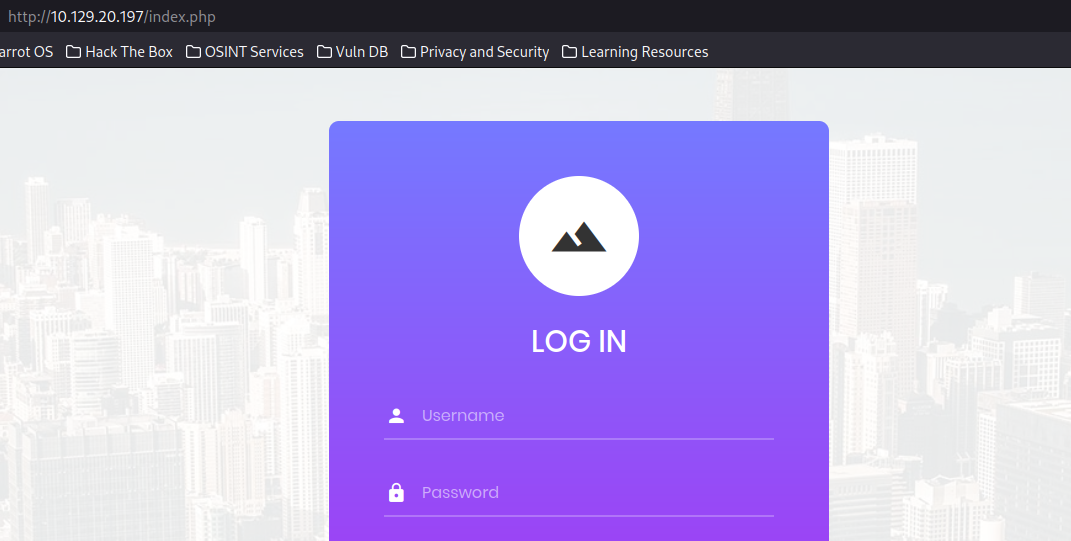 http://10.129.20.197/index.php
arrot OS Hack The Box OSINT Services Vuln DB Privacy and Security Learning Resources
LOG IN
Username
Password